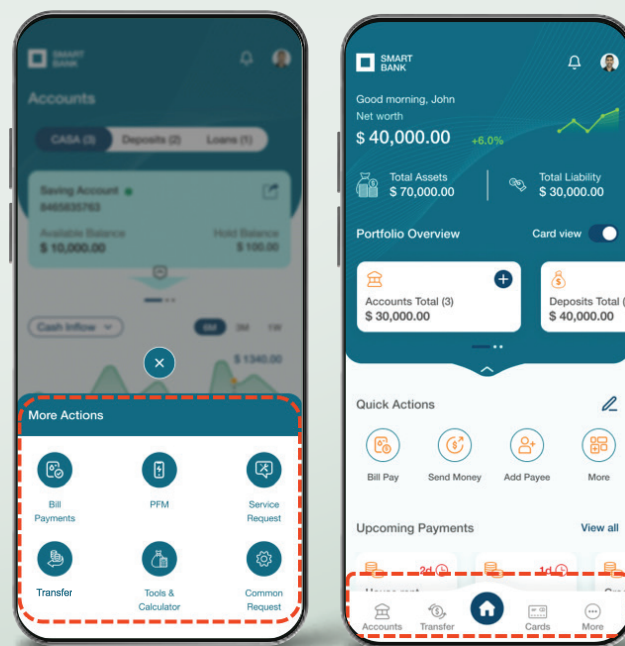 SMART
BANK
Accounts
CASA (3)
Deposits (2)
Loans (1)
Saving Account
8465835763
Available Balance
Hold Balance
$ 10,000.00
$ 100.00
Cash Inflow
6M
3M
1W
$ 1340.00
More Actions
Bill
Payments
PFM
Service
Request
Transfer
Tools &
Calculator
Common
Request
SMART
BANK
Good morning, John
Net worth
$ 40,000.00
+6.0%
Total Assets
$ 70,000.00
Total Liability
$ 30,000.00
Portfolio Overview
Card view
Accounts Total (3)
$ 30,000.00
Deposits Total (
$ 40,000.00
Quick Actions
Bill Pay
Send Money
Add Payee
More
Upcoming Payments
View all
2d
1d
House rent
Accounts
Transfer
Cards
More